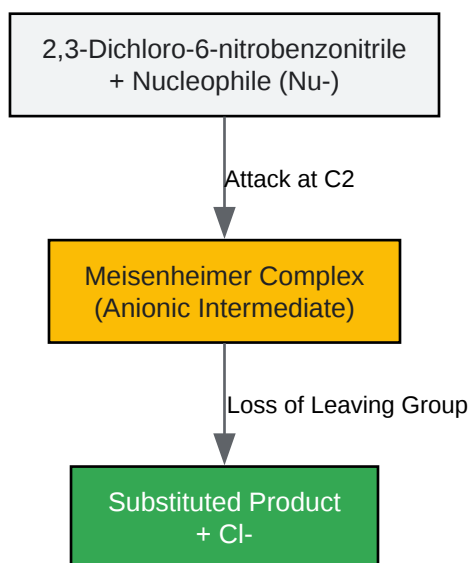 2,3-Dichloro-6-nitrobenzonitrile
+ Nucleophile (Nu-)
Attack at C2
Meisenheimer Complex
(Anionic Intermediate)
Loss of Leaving Group
Substituted Product
+ Cl-